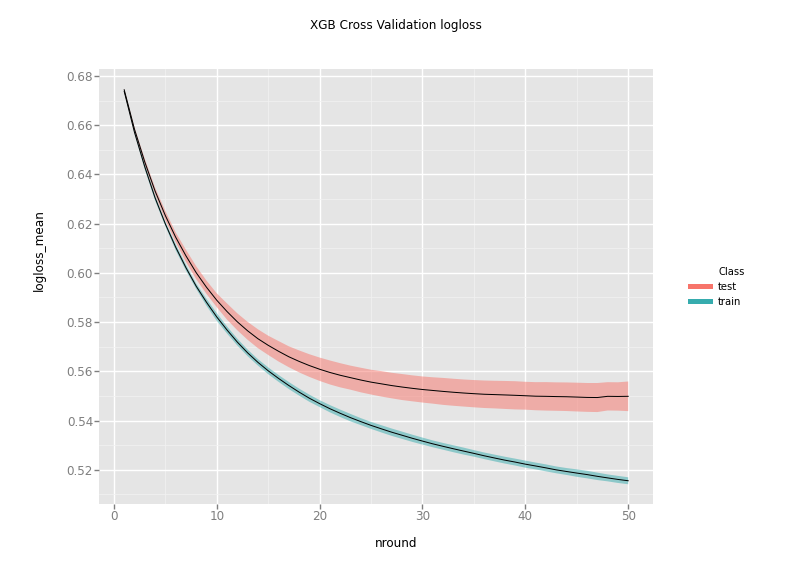 XGB Cross Validation logloss
logloss_mean
0.68
0.66
0.64
0.62
0.60
0.58
0.56
0.54
0.52
0 10 20 30 40 50
nround
Class
test
train